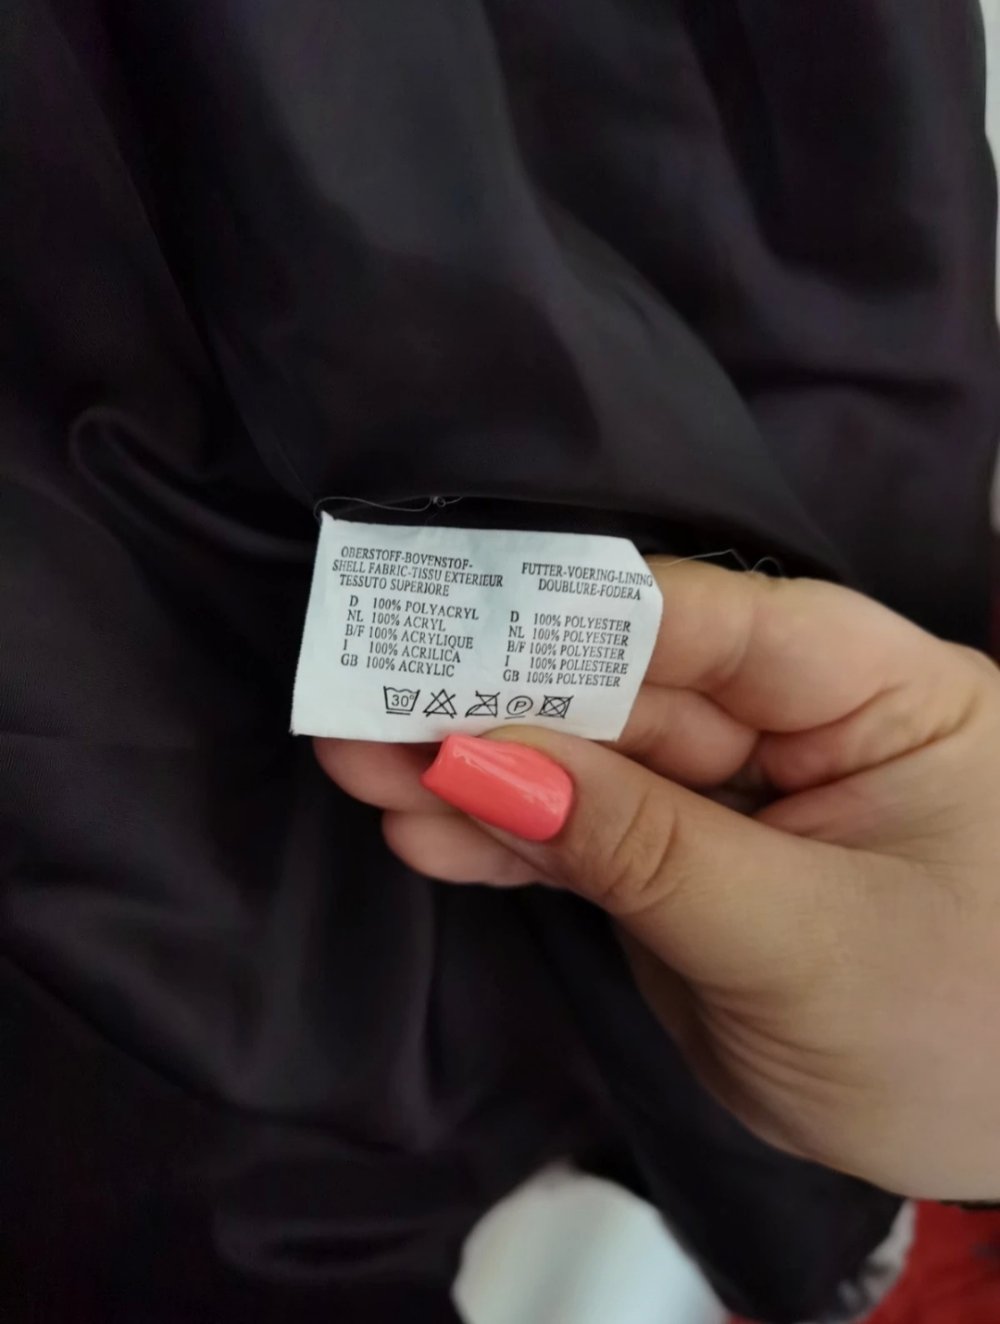 OBERSTOFF-BOVENSTOF-
SHELL FABRIC-TISSU EXTERIEUR
TESSUTO SUPERIORE
D 100% POLYACRYL
NL 100% ACRYL
B/F 100% ACRYLIQUE
I 100% ACRILICA
GB 100% ACRYLIC
FUTTER-VOERING-LINING
DOUBLURE-FODERA
D 100% POLYESTER
NL 100% POLYESTER
B/F 100% POLYESTER
I 100% POLIESTERE
GB 100% POLYESTER
30° P